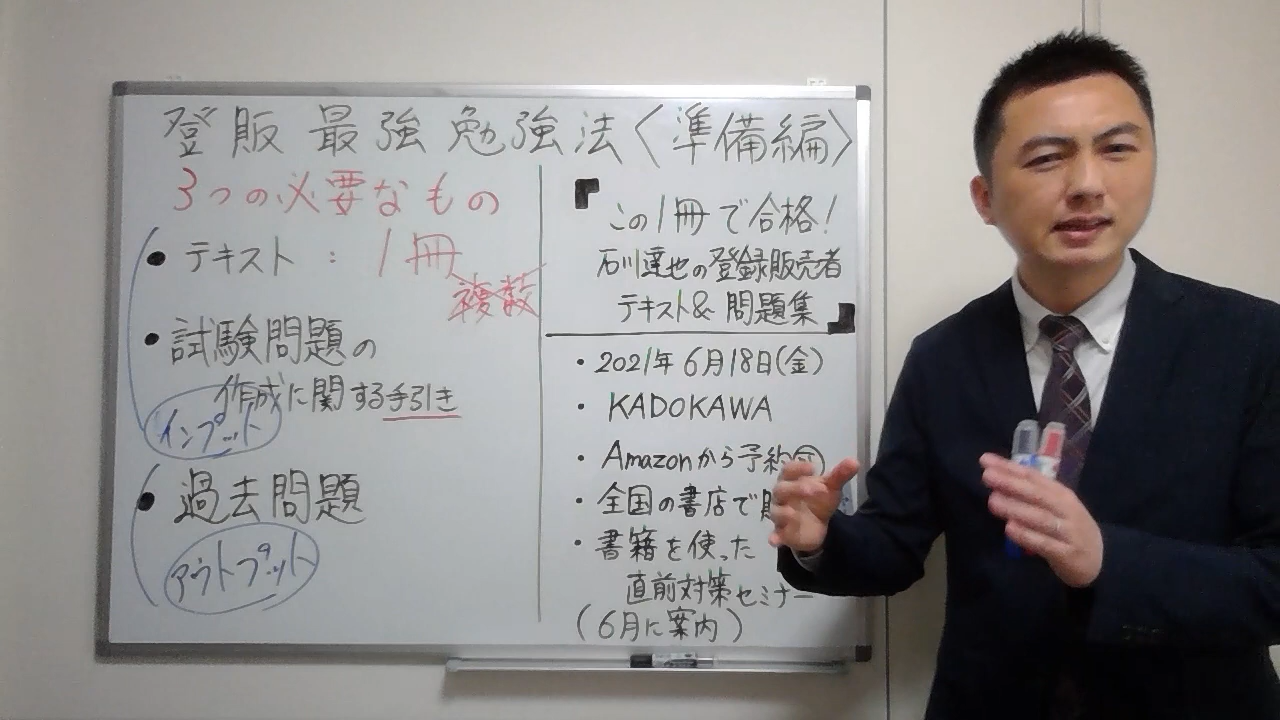 登販 最強勉強法〈準備編〉
3つの必要なもの
・テキスト：1冊
複数
・試験問題の
作成に関する手引き
インプット
・過去問題
アウトプット
『この1冊で合格！
石川達也の登録販売者
テキスト&問題集』
・2021年6月18日(金)
・KADOKAWA
・Amazonから予約
・全国の書店で
・書籍を使った
直前対策セミナー
(6月に案内)